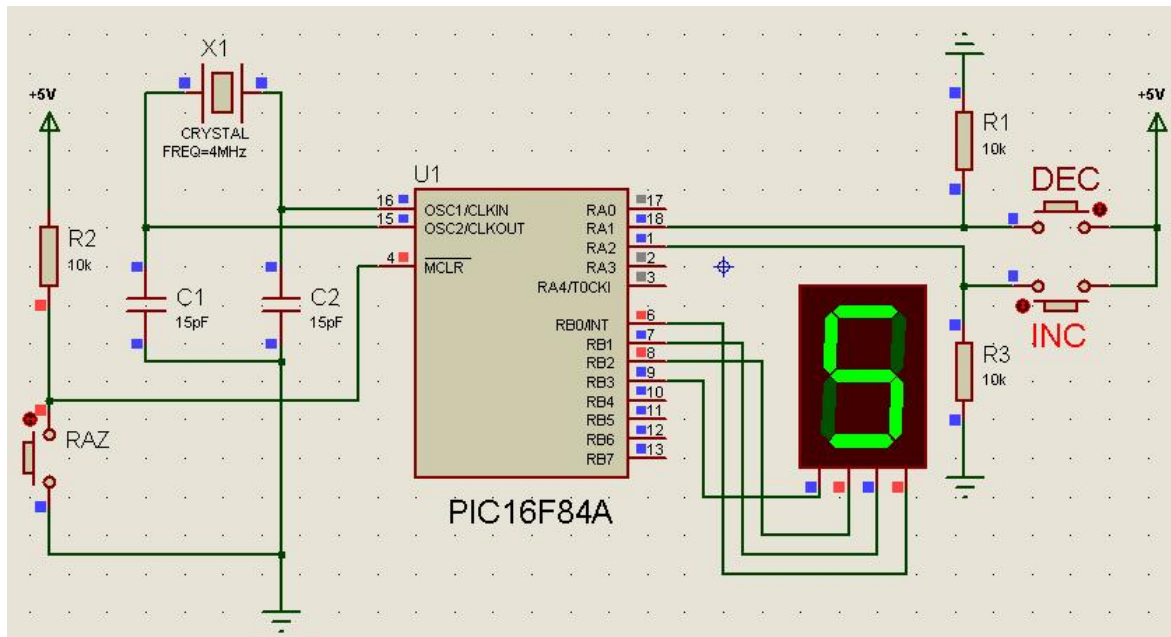 X1
CRYSTAL
FREQ=4MHz
+5V
R2
10k
C1
15pF
C2
15pF
RAZ
U1
16 OSC1/CLKIN
15 OSC2/CLKOUT
4 MCLR
RA0 17
RA1 18
RA2 1
RA3 2
RA4/T0CKI 3
RB0/INT 6
RB1 7
RB2 8
RB3 9
RB4 10
RB5 11
RB6 12
RB7 13
PIC16F84A
5
R1
10k
+5V
DEC
INC
R3
10k